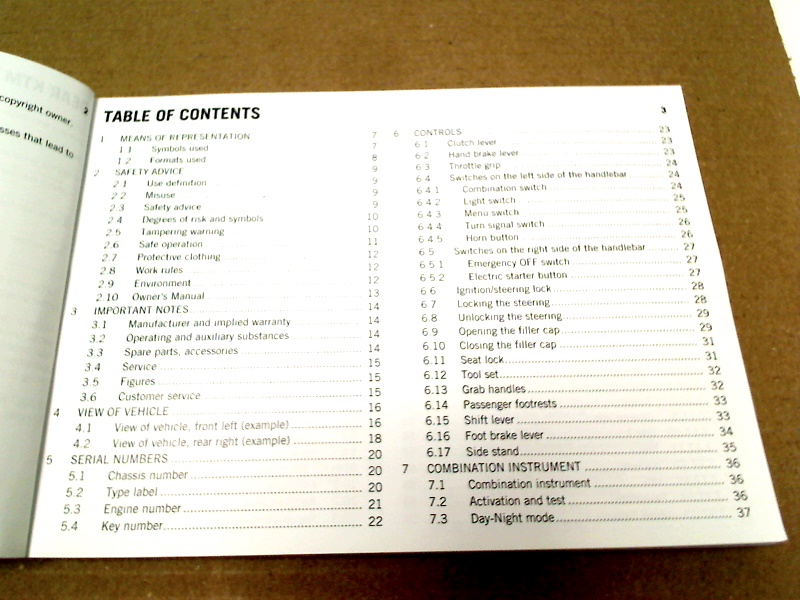 copyright owner.
sses that lead to
2
TABLE OF CONTENTS
3
1 MEANS OF REPRESENTATION 7
1 1 Symbols used 7
1 2 Formats used 8
2 SAFETY ADVICE 9
2 1 Use definition 9
2 2 Misuse 9
2.3 Safety advice 9
2 4 Degrees of risk and symbols 10
2.5 Tampering warning 10
2.6 Safe operation 11
2.7 Protective clothing 12
2.8 Work rules 12
2.9 Environment 12
2.10 Owner's Manual 13
3 IMPORTANT NOTES 14
3.1 Manufacturer and implied warranty 14
3.2 Operating and auxiliary substances 14
3.3 Spare parts, accessories 14
3.4 Service 15
3.5 Figures 15
3.6 Customer service 15
4 VIEW OF VEHICLE 16
4.1 View of vehicle, front left (example) 16
4.2 View of vehicle, rear right (example) 18
5 SERIAL NUMBERS 20
5.1 Chassis number 20
5.2 Type label 20
5.3 Engine number 21
5.4 Key number 22
6 CONTROLS 23
6 1 Clutch lever 23
6 2 Hand brake lever 23
6 3 Throttle grip 24
6 4 Switches on the left side of the handlebar 24
6 4 1 Combination switch 24
6 4 2 Light switch 25
6 4 3 Menu switch 25
6 4 4 Turn signal switch 26
6 4 5 Horn button 26
6 5 Switches on the right side of the handlebar 27
6 5 1 Emergency OFF switch 27
6 5 2 Electric starter button 27
6 6 Ignition/steering lock 28
6 7 Locking the steering 28
6.8 Unlocking the steering 29
6.9 Opening the filler cap 29
6.10 Closing the filler cap 31
6.11 Seat lock 31
6.12 Tool set 32
6.13 Grab handles 32
6.14 Passenger footrests 33
6.15 Shift lever 33
6.16 Foot brake lever 34
6.17 Side stand 35
7 COMBINATION INSTRUMENT 36
7.1 Combination instrument 36
7.2 Activation and test 36
7.3 Day-Night mode 37